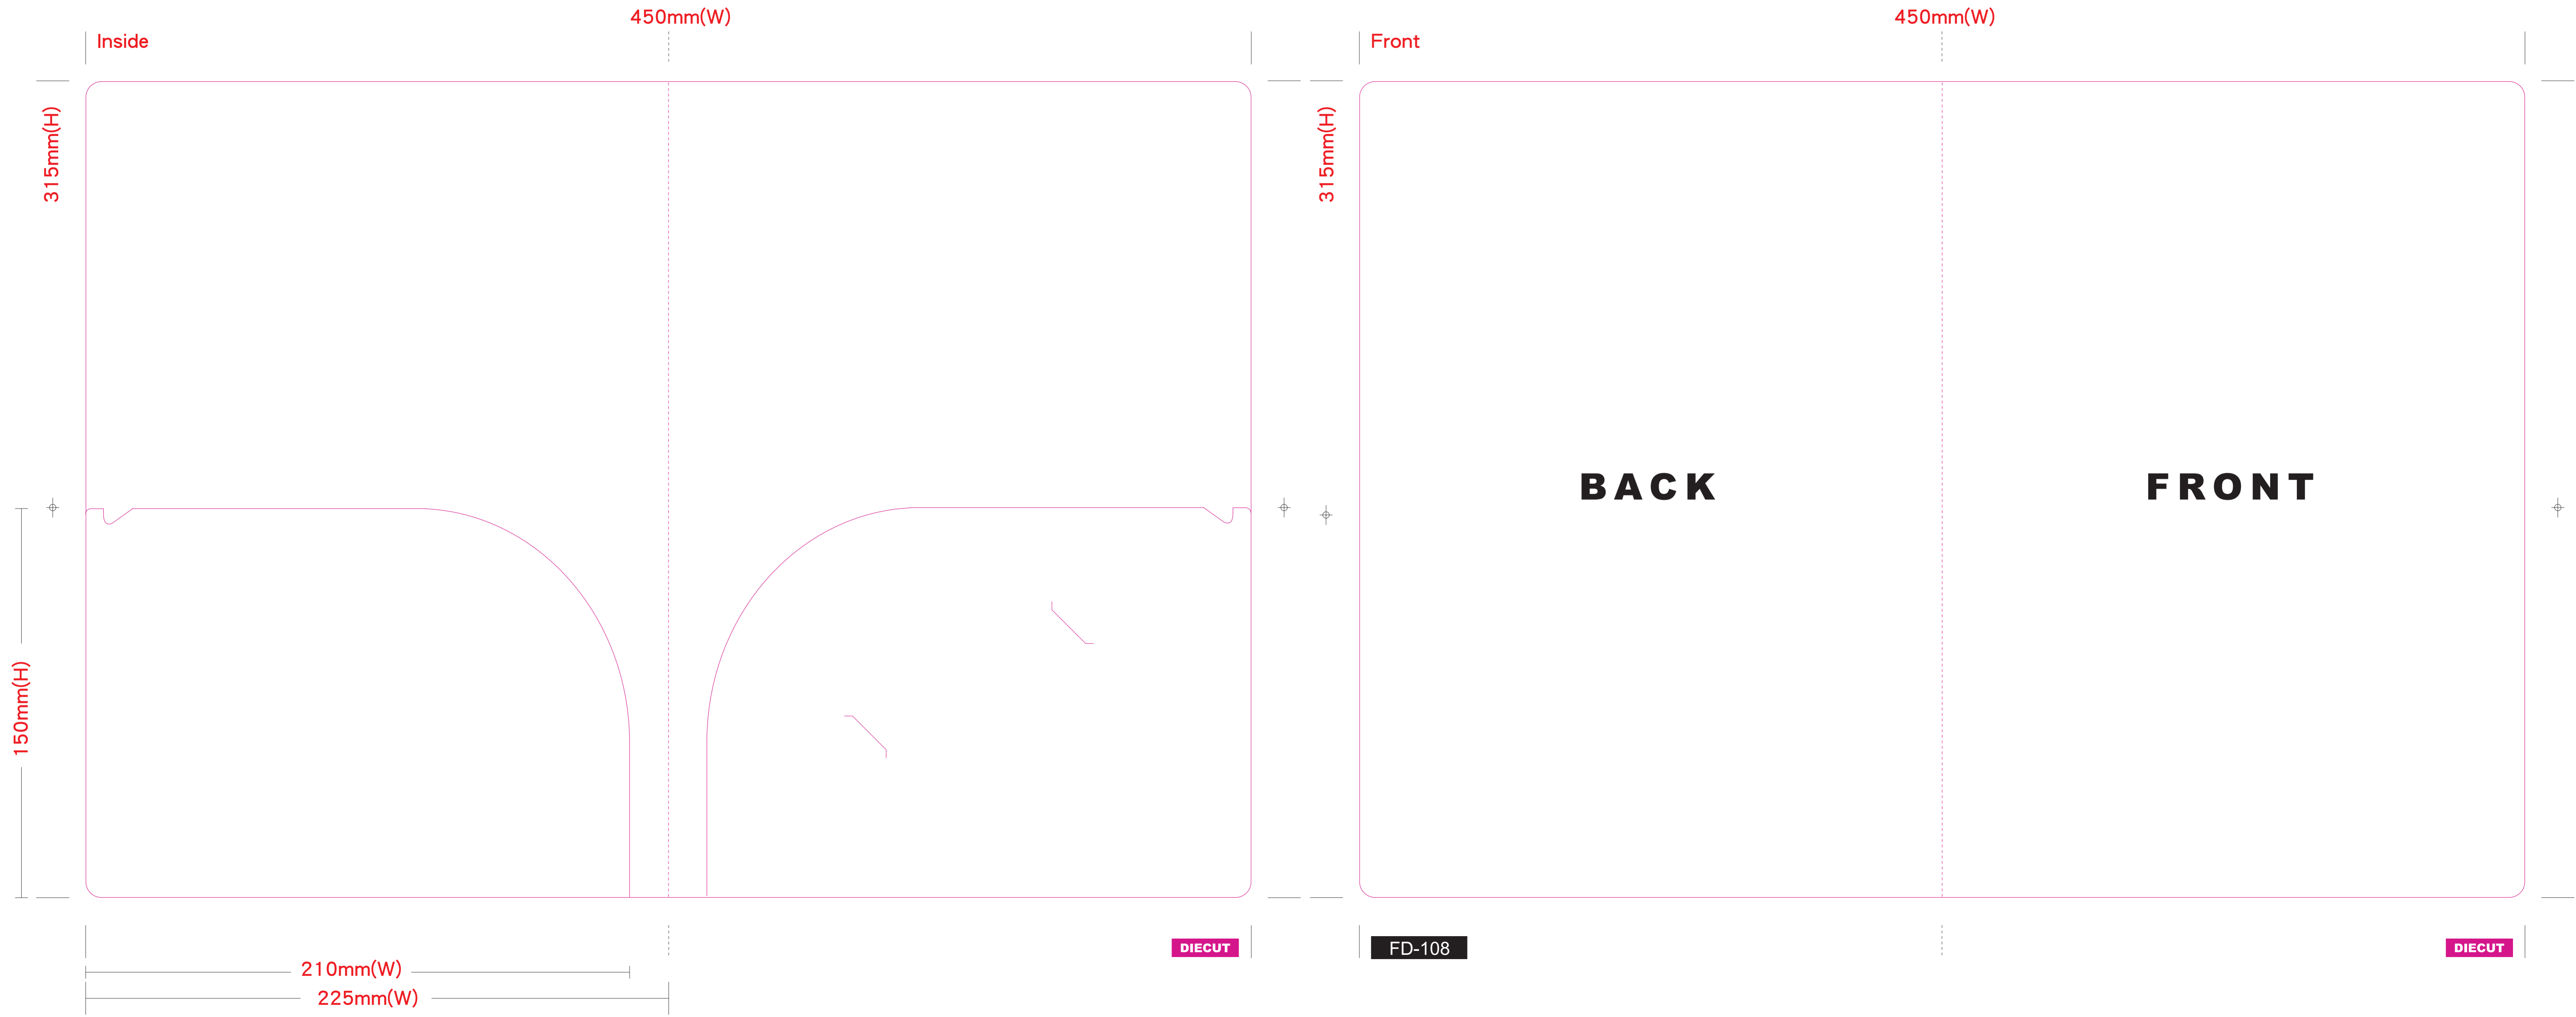 450mm(W)
450mm(W)
Inside
Front
315mm(H)
315mm(H)
BACK
FRONT
150mm(H)
DIECUT
FD-108
DIECUT
210mm(W)
225mm(W)